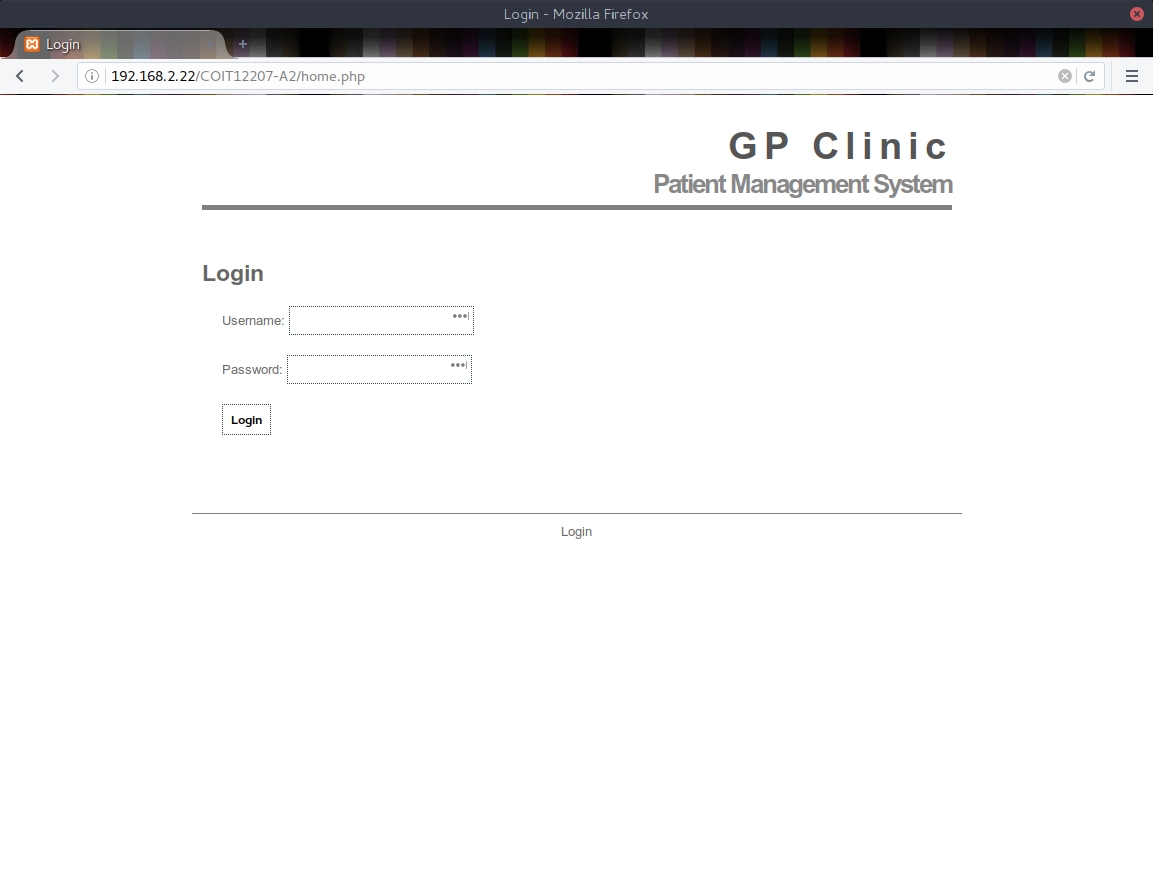 Login - Mozilla Firefox
Login
192.168.2.22/COIT12207-A2/home.php
GP Clinic
Patient Management System
Login
Username:
Password:
Login
Login